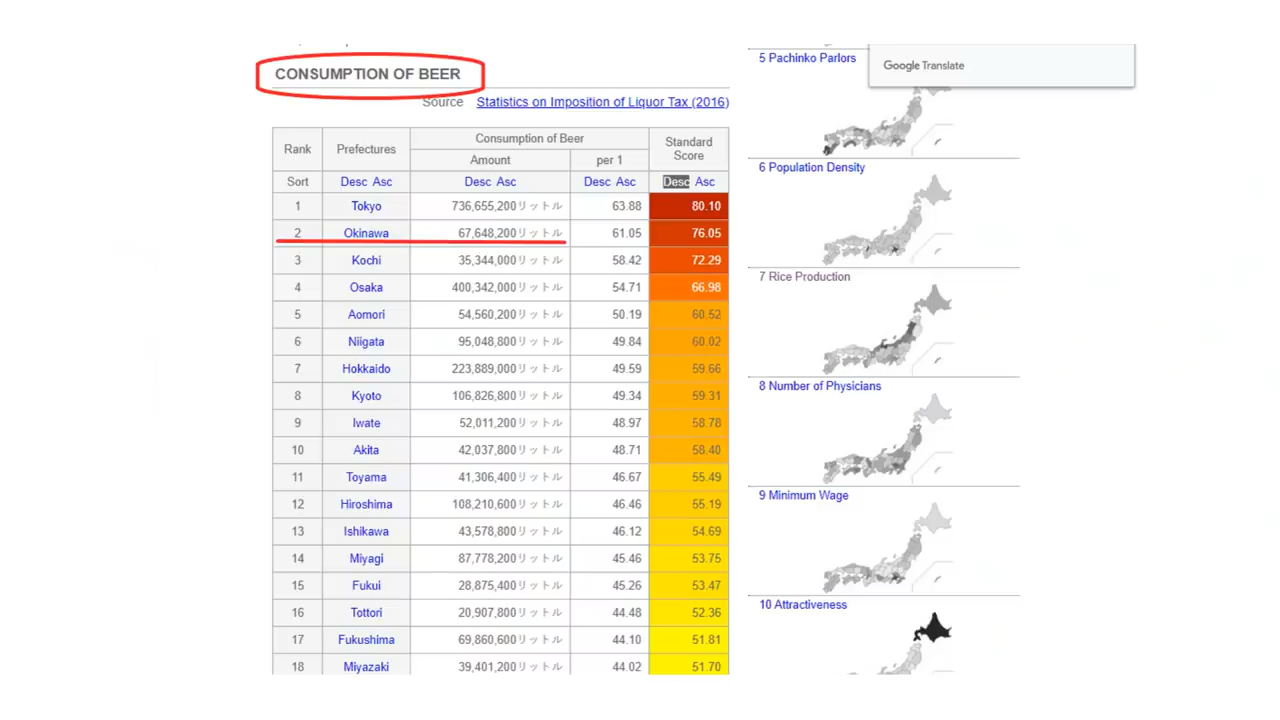 CONSUMPTION OF BEER
Source Statistics on Imposition of Liquor Tax (2016)
Rank Prefectures Consumption of Beer Standard Score
Amount per 1
Sort Desc Asc Desc Asc Desc Asc Desc Asc
1 Tokyo 736,655,200リットル 63.88 80.10
2 Okinawa 67,648,200リットル 61.05 76.05
3 Kochi 35,344,000リットル 58.42 72.29
4 Osaka 400,342,000リットル 54.71 66.98
5 Aomori 54,560,200リットル 50.19 60.52
6 Niigata 95,048,800リットル 49.84 60.02
7 Hokkaido 223,889,000リットル 49.59 59.66
8 Kyoto 106,826,800リットル 49.34 59.31
9 Iwate 52,011,200リットル 48.97 58.78
10 Akita 42,037,800リットル 48.71 58.40
11 Toyama 41,306,400リットル 46.67 55.49
12 Hiroshima 108,210,600リットル 46.46 55.19
13 Ishikawa 43,578,800リットル 46.12 54.69
14 Miyagi 87,778,200リットル 45.46 53.75
15 Fukui 28,875,400リットル 45.26 53.47
16 Tottori 20,907,800リットル 44.48 52.36
17 Fukushima 69,860,600リットル 44.10 51.81
18 Miyazaki 39,401,200リットル 44.02 51.70
5 Pachinko Parlors
Google Translate
6 Population Density
7 Rice Production
8 Number of Physicians
9 Minimum Wage
10 Attractiveness